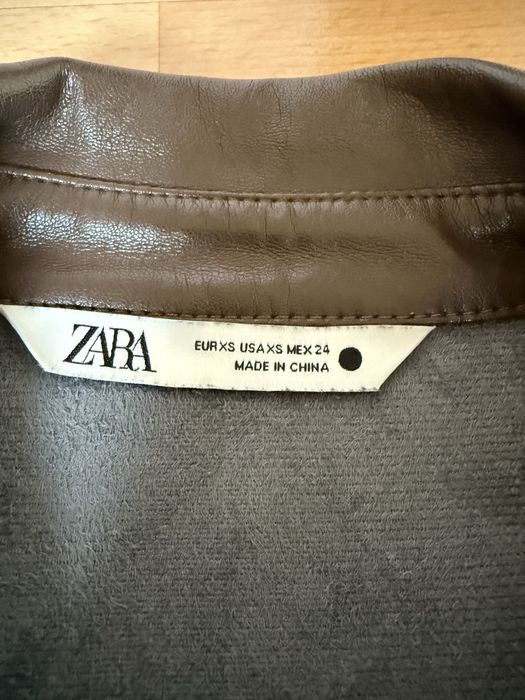 ZARA
EUR XS USA XS MEX 24
MADE IN CHINA